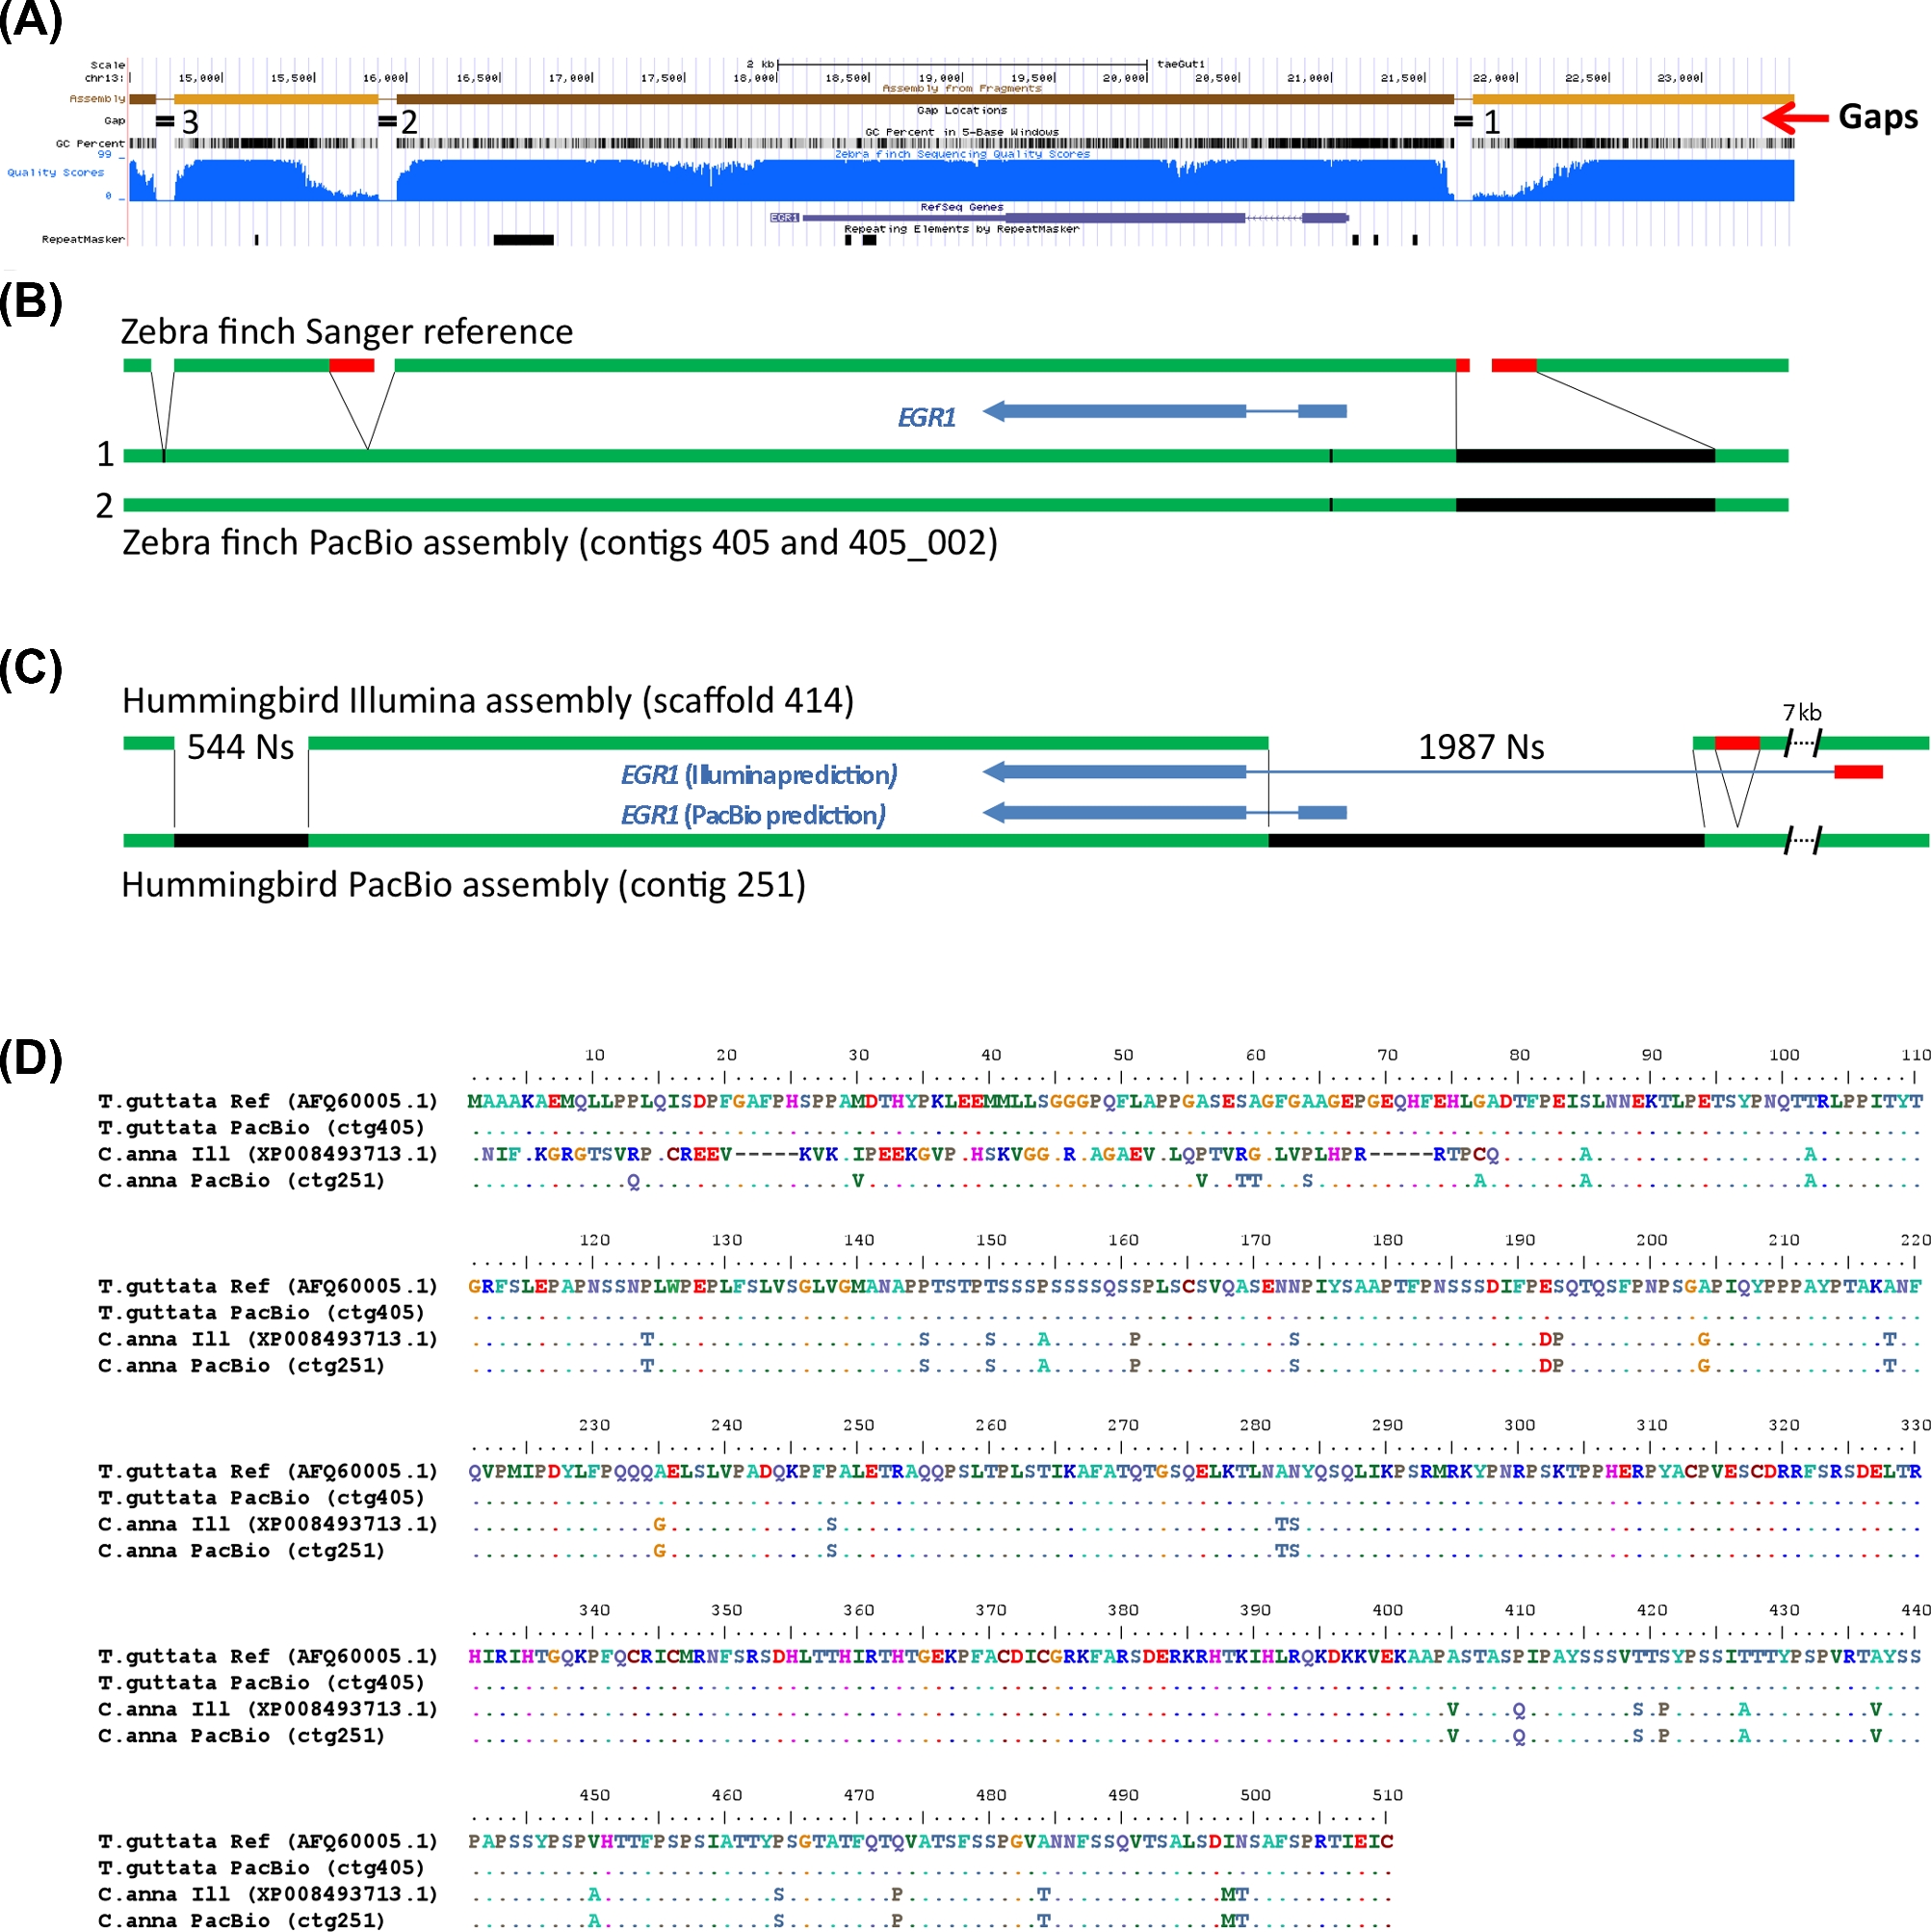 (A)
Scale 2 kb taeGut1
chr13: 15,000 15,500 16,000 16,500 17,000 17,500 18,000 18,500 19,000 19,500 20,000 20,500 21,000 21,500 22,000 22,500 23,000
Assembly from Fragments
Assembly
Gap Locations
Gap 3 2 1 Gaps
GC Percent in 5-Base Windows
GC Percent
99 Zebra finch Sequencing Quality Scores
Quality Scores
0
RefSeq Genes
EGR1
Repeating Elements by RepeatMasker
RepeatMasker
(B)
Zebra finch Sanger reference
EGR1
1
2
Zebra finch PacBio assembly (contigs 405 and 405_002)
(C)
Hummingbird Illumina assembly (scaffold 414)
7 kb
544 Ns 1987 Ns
EGR1 (Illumina prediction)
EGR1 (PacBio prediction)
Hummingbird PacBio assembly (contig 251)
(D)
10 20 30 40 50 60 70 80 90 100 110
T.guttata Ref (AFQ60005.1) MAAAKAEMQLLPPLQISDPFGAFPHSPPAMDTHYPKLEEMMLLSGGGPQFLAPPGASESAGFGAAGEPGEQHFEHLGADTFPEISLNNEKTLPETSYPNQTTRLPPITYT
T.guttata PacBio (ctg405) ..............................................................................................................
C.anna Ill (XP008493713.1) .NIF.KGRGTSVRP.CREEV-----KVK.IPEEKGVP.HSKVGG.R.AGAEV.LQPTVRG.LVPLHPR-----RTPCQ......A................A........
C.anna PacBio (ctg251) ............Q................V.........................V..TT...S............A.......A................A........
120 130 140 150 160 170 180 190 200 210 220
T.guttata Ref (AFQ60005.1) GRFSLEPAPNSSNPLWPEPLFSLVSGLVGMANAPPTSTPTSSSPSSSSQSSPLSCSVQASENNPIYSAAPTFPNSSSDIFPESQTQSFPNPSGAPIQYPPPAYPTAKANF
T.guttata PacBio (ctg405) ..............................................................................................................
C.anna Ill (XP008493713.1) .............T....................S....S...A......P...........S..................DP..........G.............T..
C.anna PacBio (ctg251) .............T....................S....S...A......P...........S..................DP..........G.............T..
230 240 250 260 270 280 290 300 310 320 330
T.guttata Ref (AFQ60005.1) QVPMIPDYLFPQQQAELSLVPADQKPFPALETRAQQPSLTPLSTIKAFATQTGSQELKTLNANYQSQLIKPSRMRKYPNRPSKTPPHERPYACPVESCDRRFSRSDELTR
T.guttata PacBio (ctg405) ..............................................................................................................
C.anna Ill (XP008493713.1) ..............G............S.................................TS...............................................
C.anna PacBio (ctg251) ..............G............S.................................TS...............................................
340 350 360 370 380 390 400 410 420 430 440
T.guttata Ref (AFQ60005.1) HIRIHTGQKPFQCRICMRNFSRSDHLTTHIRTHTGEKPFACDICGRKFARSDERKRHTKIHLRQKDKKVEKAAPASTASPIPAYSSSVTTSYPSSITTTYPSPVRTAYSS
T.guttata PacBio (ctg405) ..............................................................................................................
C.anna Ill (XP008493713.1) ..........................................................................V....Q........S.P.....A.........V...
C.anna PacBio (ctg251) ..........................................................................V....Q........S.P.....A.........V...
450 460 470 480 490 500 510
T.guttata Ref (AFQ60005.1) PAPSSYPSPVHTTFPSPSIATTYPSGTATFQTQVATSFSSPGVANNFSSQVTSALSDINSAFSPRTIEIC
T.guttata PacBio (ctg405) ......................................................................
C.anna Ill (XP008493713.1) .........A.............S........P..........T.............MT...........
C.anna PacBio (ctg251) .........A.............S........P..........T.............MT...........